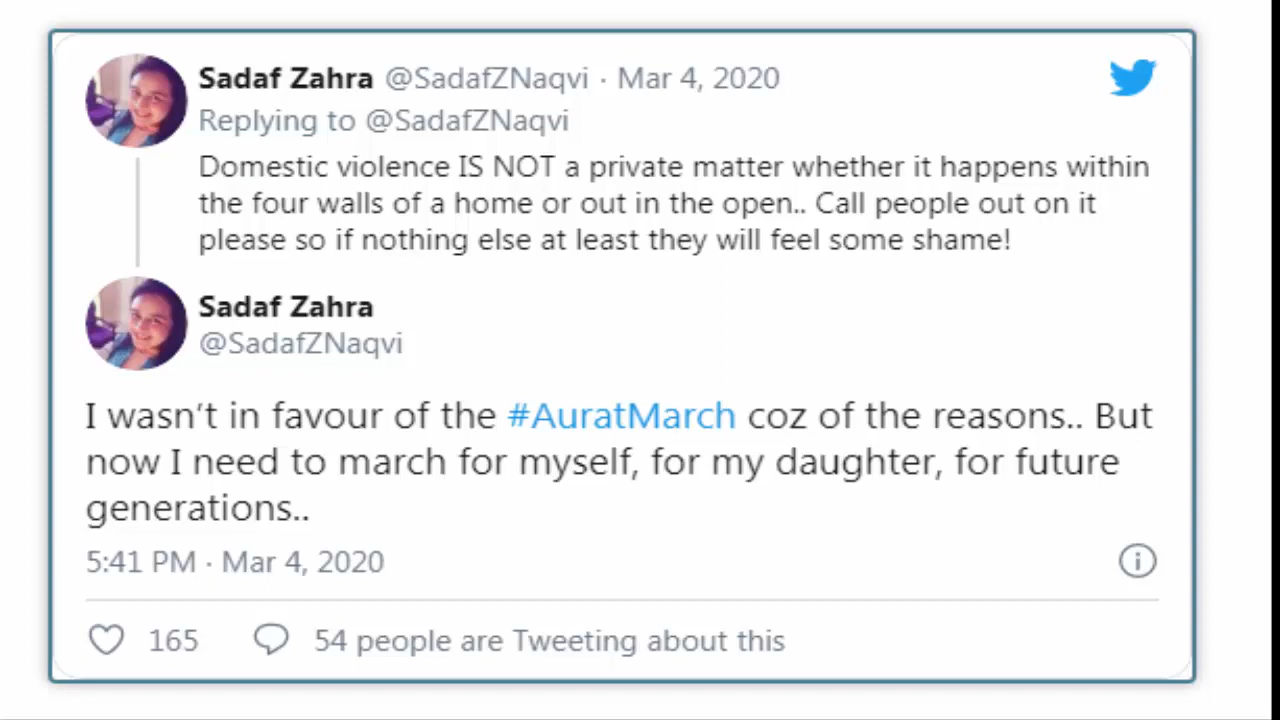 Sadaf Zahra @SadafZNaqvi · Mar 4, 2020
Replying to @SadafZNaqvi
Domestic violence IS NOT a private matter whether it happens within
the four walls of a home or out in the open.. Call people out on it
please so if nothing else at least they will feel some shame!
Sadaf Zahra
@SadafZNaqvi
I wasn't in favour of the #AuratMarch coz of the reasons.. But
now I need to march for myself, for my daughter, for future
generations..
5:41 PM · Mar 4, 2020
165 54 people are Tweeting about this